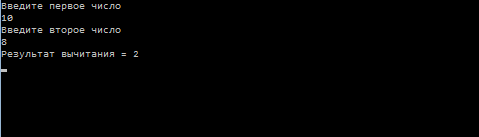 Введите первое число
10
Введите второе число
8
Результат вычитания = 2